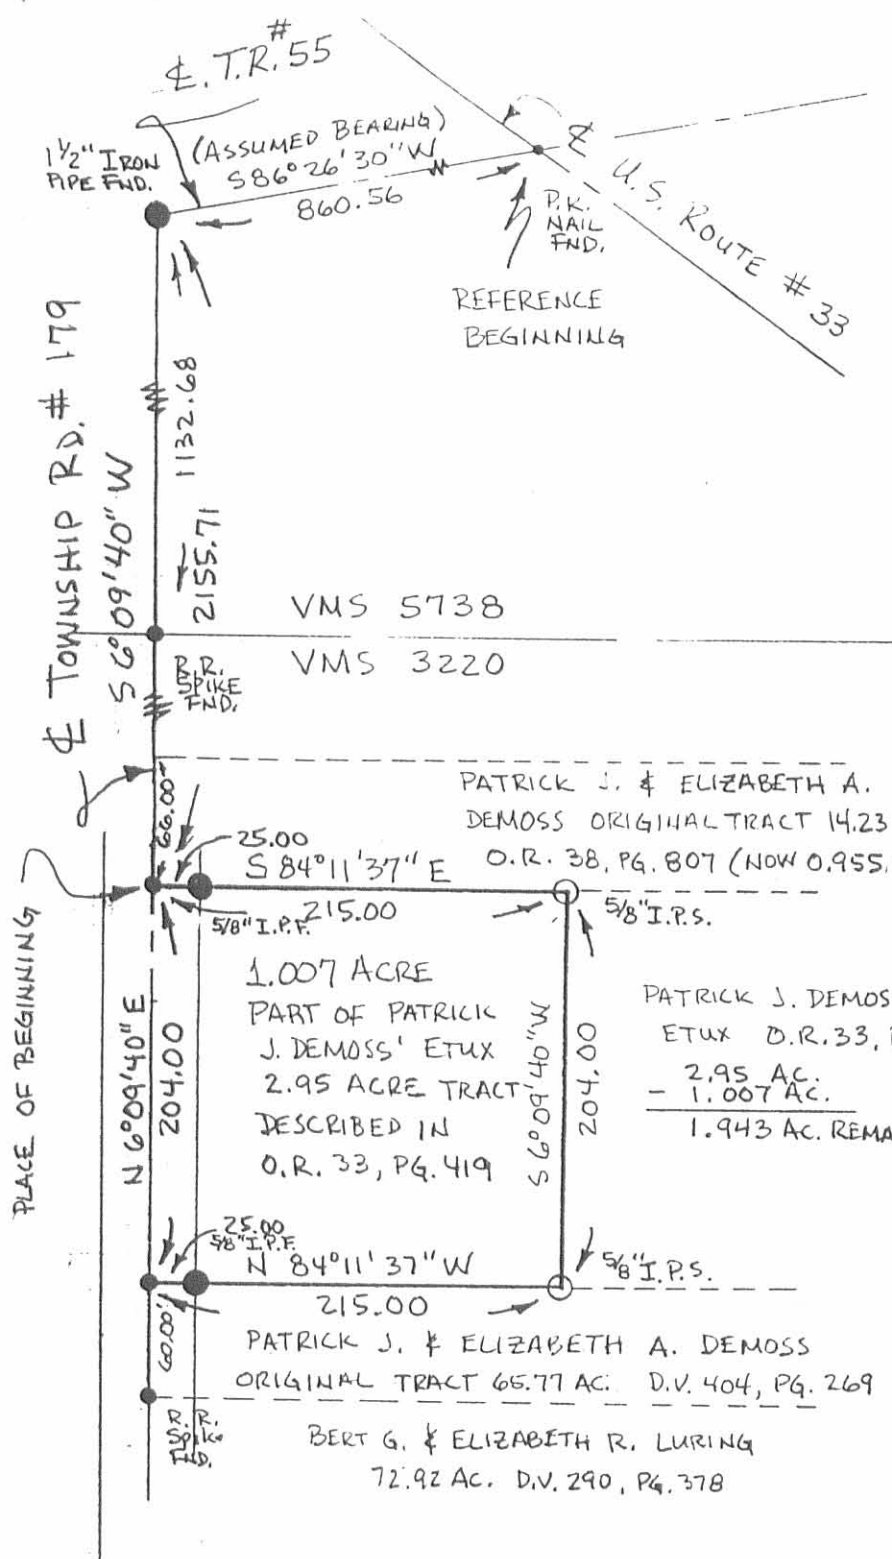 ℄ T.R. # 55
1½" IRON
PIPE FND.
(ASSUMED BEARING)
S86°26'30"W
860.56
℄
U.S. ROUTE # 33
P.K.
NAIL
FND.
REFERENCE
BEGINNING
℄ TOWNSHIP RD. # 179
S 6°09'40" W
1132.68
2155.71
VMS 5738
VMS 3220
R.R.
SPIKE
FND.
66.00'
PATRICK J. & ELIZABETH A.
DEMOSS ORIGINAL TRACT 14.23
O.R. 38, PG. 807 (NOW 0.955
25.00
S 84°11'37" E
215.00
5/8" I.P.F.
5/8" I.P.S.
PLACE OF BEGINNING
N 6°09'40" E
204.00
1.007 ACRE
PART OF PATRICK
J. DEMOSS' ETUX
2.95 ACRE TRACT
DESCRIBED IN
O.R. 33, PG. 419
S 6°09'40" W
204.00
PATRICK J. DEMOS
ETUX O.R. 33,
2.95 AC.
- 1.007 AC.
1.943 AC. REMA
25.00
5/8" I.P.F.
N 84°11'37" W
215.00
5/8" I.P.S.
60.00'
PATRICK J. & ELIZABETH A. DEMOSS
ORIGINAL TRACT 65.77 AC. D.V. 404, PG. 269
R.R.
Spike
FND.
BERT G. & ELIZABETH R. LURING
72.92 AC. D.V. 290, PG. 378